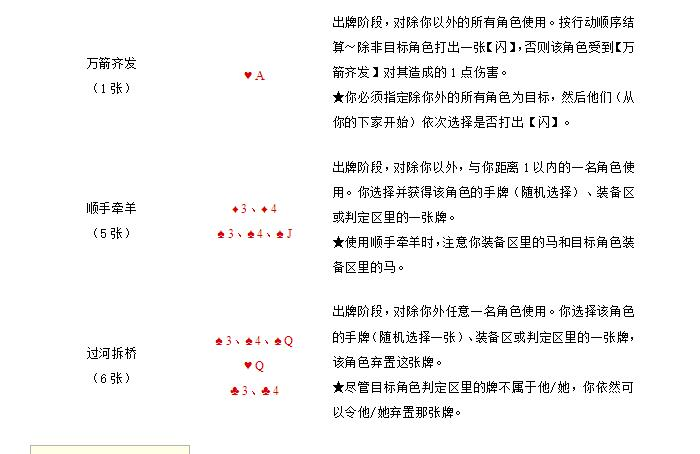 出牌阶段，对除你以外的所有角色使用。按行动顺序结
算～除非目标角色打出一张【闪】，否则该角色受到【万
箭齐发】对其造成的1点伤害。
★你必须指定除你外的所有角色为目标，然后他们（从
你的下家开始）依次选择是否打出【闪】。
万箭齐发
（1张）
♥A
出牌阶段，对除你以外，与你距离1以内的一名角色使
用。你选择并获得该角色的手牌（随机选择）、装备区
或判定区里的一张牌。
★使用顺手牵羊时，注意你装备区里的马和目标角色装
备区里的马。
顺手牵羊
（5张）
♦3、♦4
♠3、♠4、♠J
出牌阶段，对除你外任意一名角色使用。你选择该角色
的手牌（随机选择一张）、装备区或判定区里的一张牌，
该角色弃置这张牌。
★尽管目标角色判定区里的牌不属于他/她，你依然可
以令他/她弃置那张牌。
过河拆桥
（6张）
♠3、♠4、♠Q
♥Q
♣3、♣4